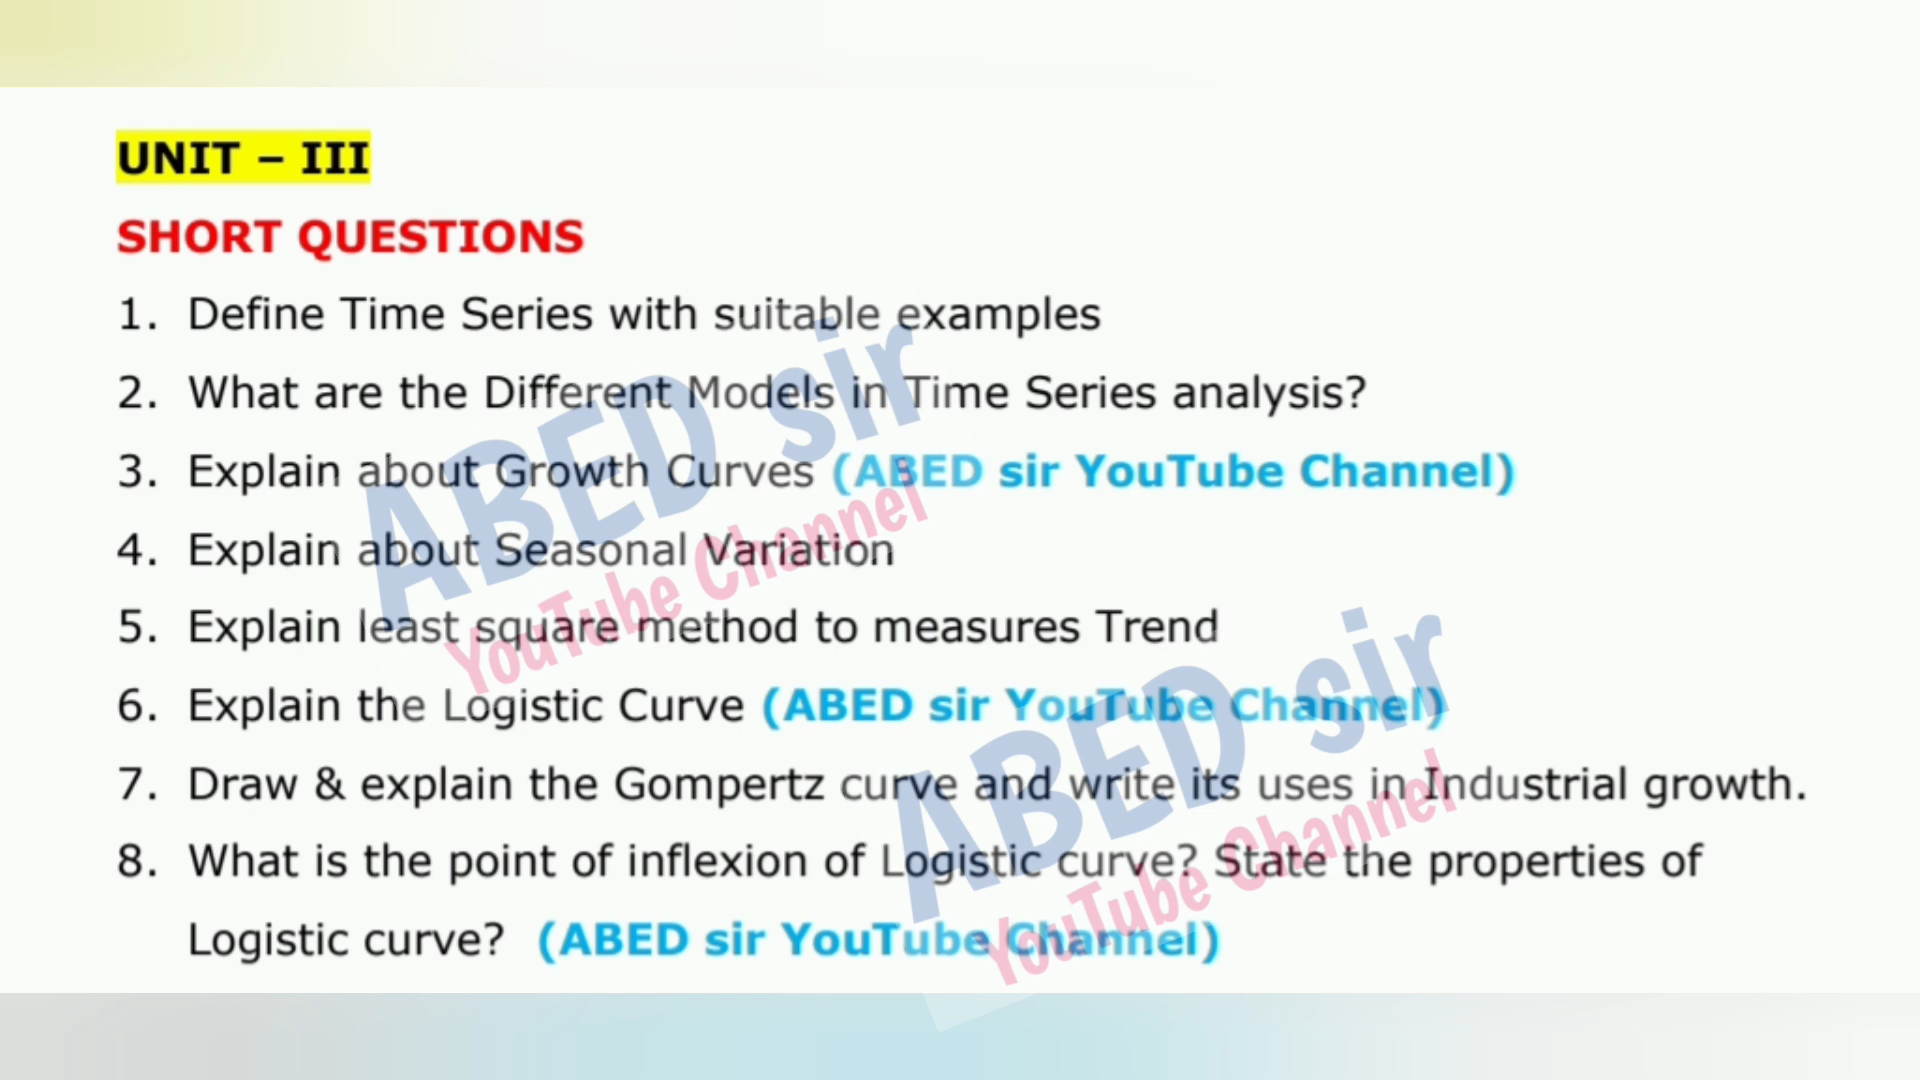 UNIT – III
SHORT QUESTIONS
1. Define Time Series with suitable examples
2. What are the Different Models in Time Series analysis?
3. Explain about Growth Curves (ABED sir YouTube Channel)
4. Explain about Seasonal Variation
5. Explain least square method to measures Trend
6. Explain the Logistic Curve (ABED sir YouTube Channel)
7. Draw & explain the Gompertz curve and write its uses in Industrial growth.
8. What is the point of inflexion of Logistic curve? State the properties of
Logistic curve? (ABED sir YouTube Channel)
ABED sir
YouTube Channel
ABED sir
YouTube Channel